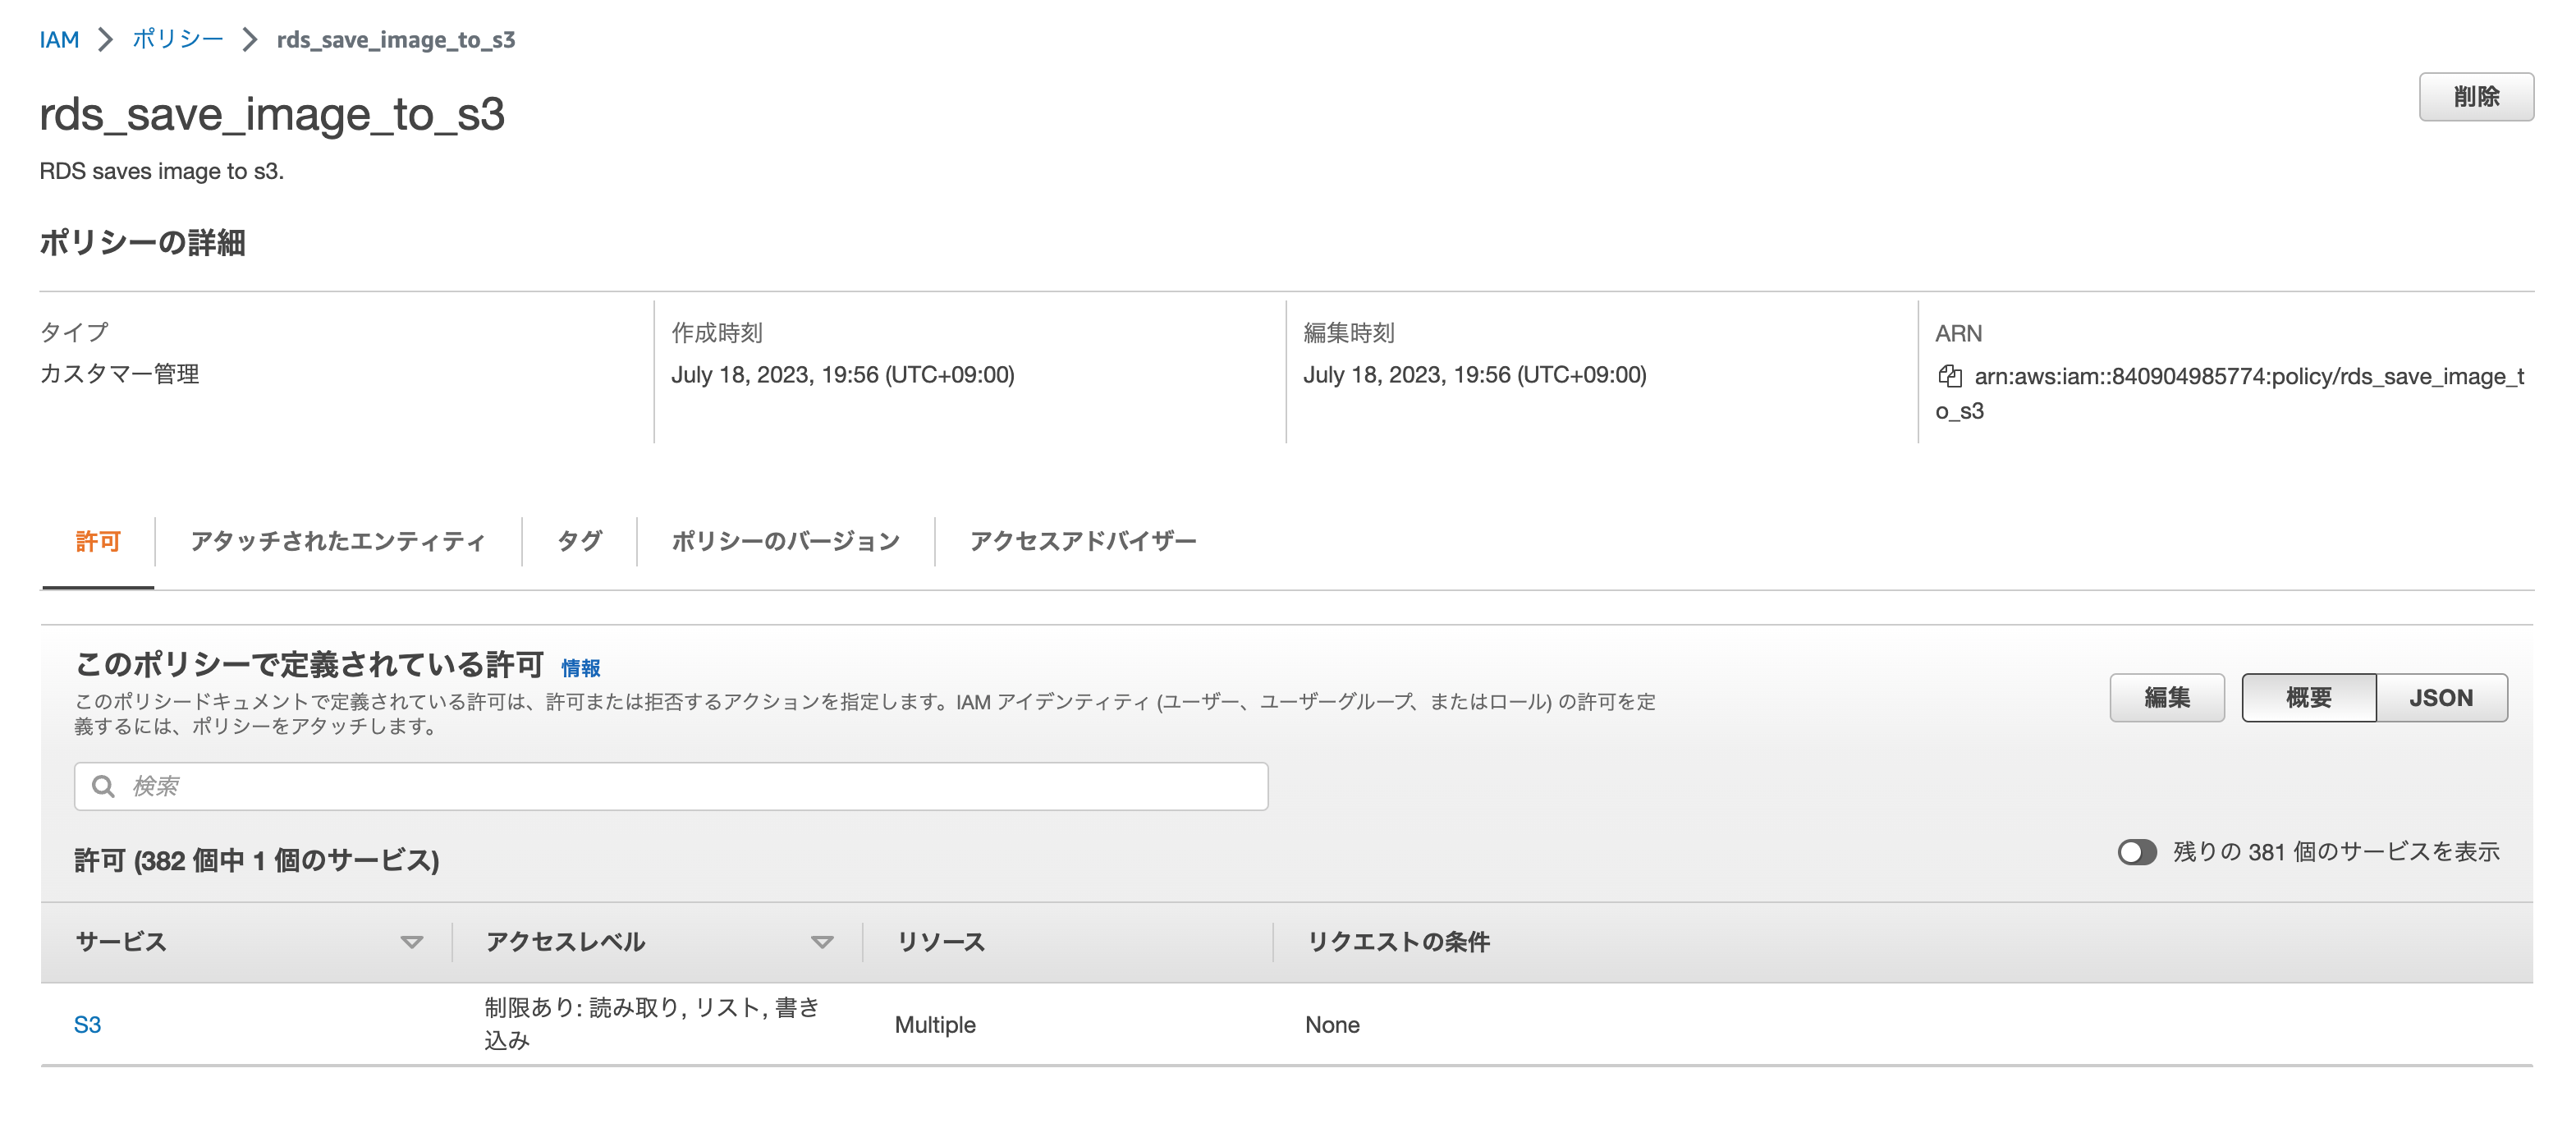 IAM > ポリシー > rds_save_image_to_s3
rds_save_image_to_s3
削除
RDS saves image to s3.
ポリシーの詳細
タイプ
カスタマー管理
作成時刻
July 18, 2023, 19:56 (UTC+09:00)
編集時刻
July 18, 2023, 19:56 (UTC+09:00)
ARN
arn:aws:iam::840904985774:policy/rds_save_image_t
o_s3
許可 アタッチされたエンティティ タグ ポリシーのバージョン アクセスアドバイザー
このポリシーで定義されている許可 情報
このポリシードキュメントで定義されている許可は、許可または拒否するアクションを指定します。IAM アイデンティティ (ユーザー、ユーザーグループ、またはロール) の許可を定
義するには、ポリシーをアタッチします。
編集 概要 JSON
検索
許可 (382 個中 1 個のサービス)
残りの 381 個のサービスを表示
サービス アクセスレベル リソース リクエストの条件
S3
制限あり: 読み取り, リスト, 書き
込み
Multiple
None